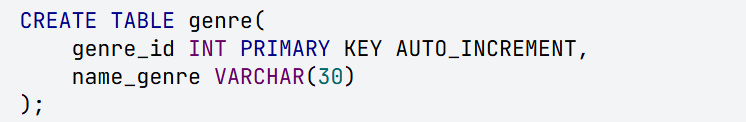 CREATE TABLE genre(
    genre_id INT PRIMARY KEY AUTO_INCREMENT,
    name_genre VARCHAR(30)
);